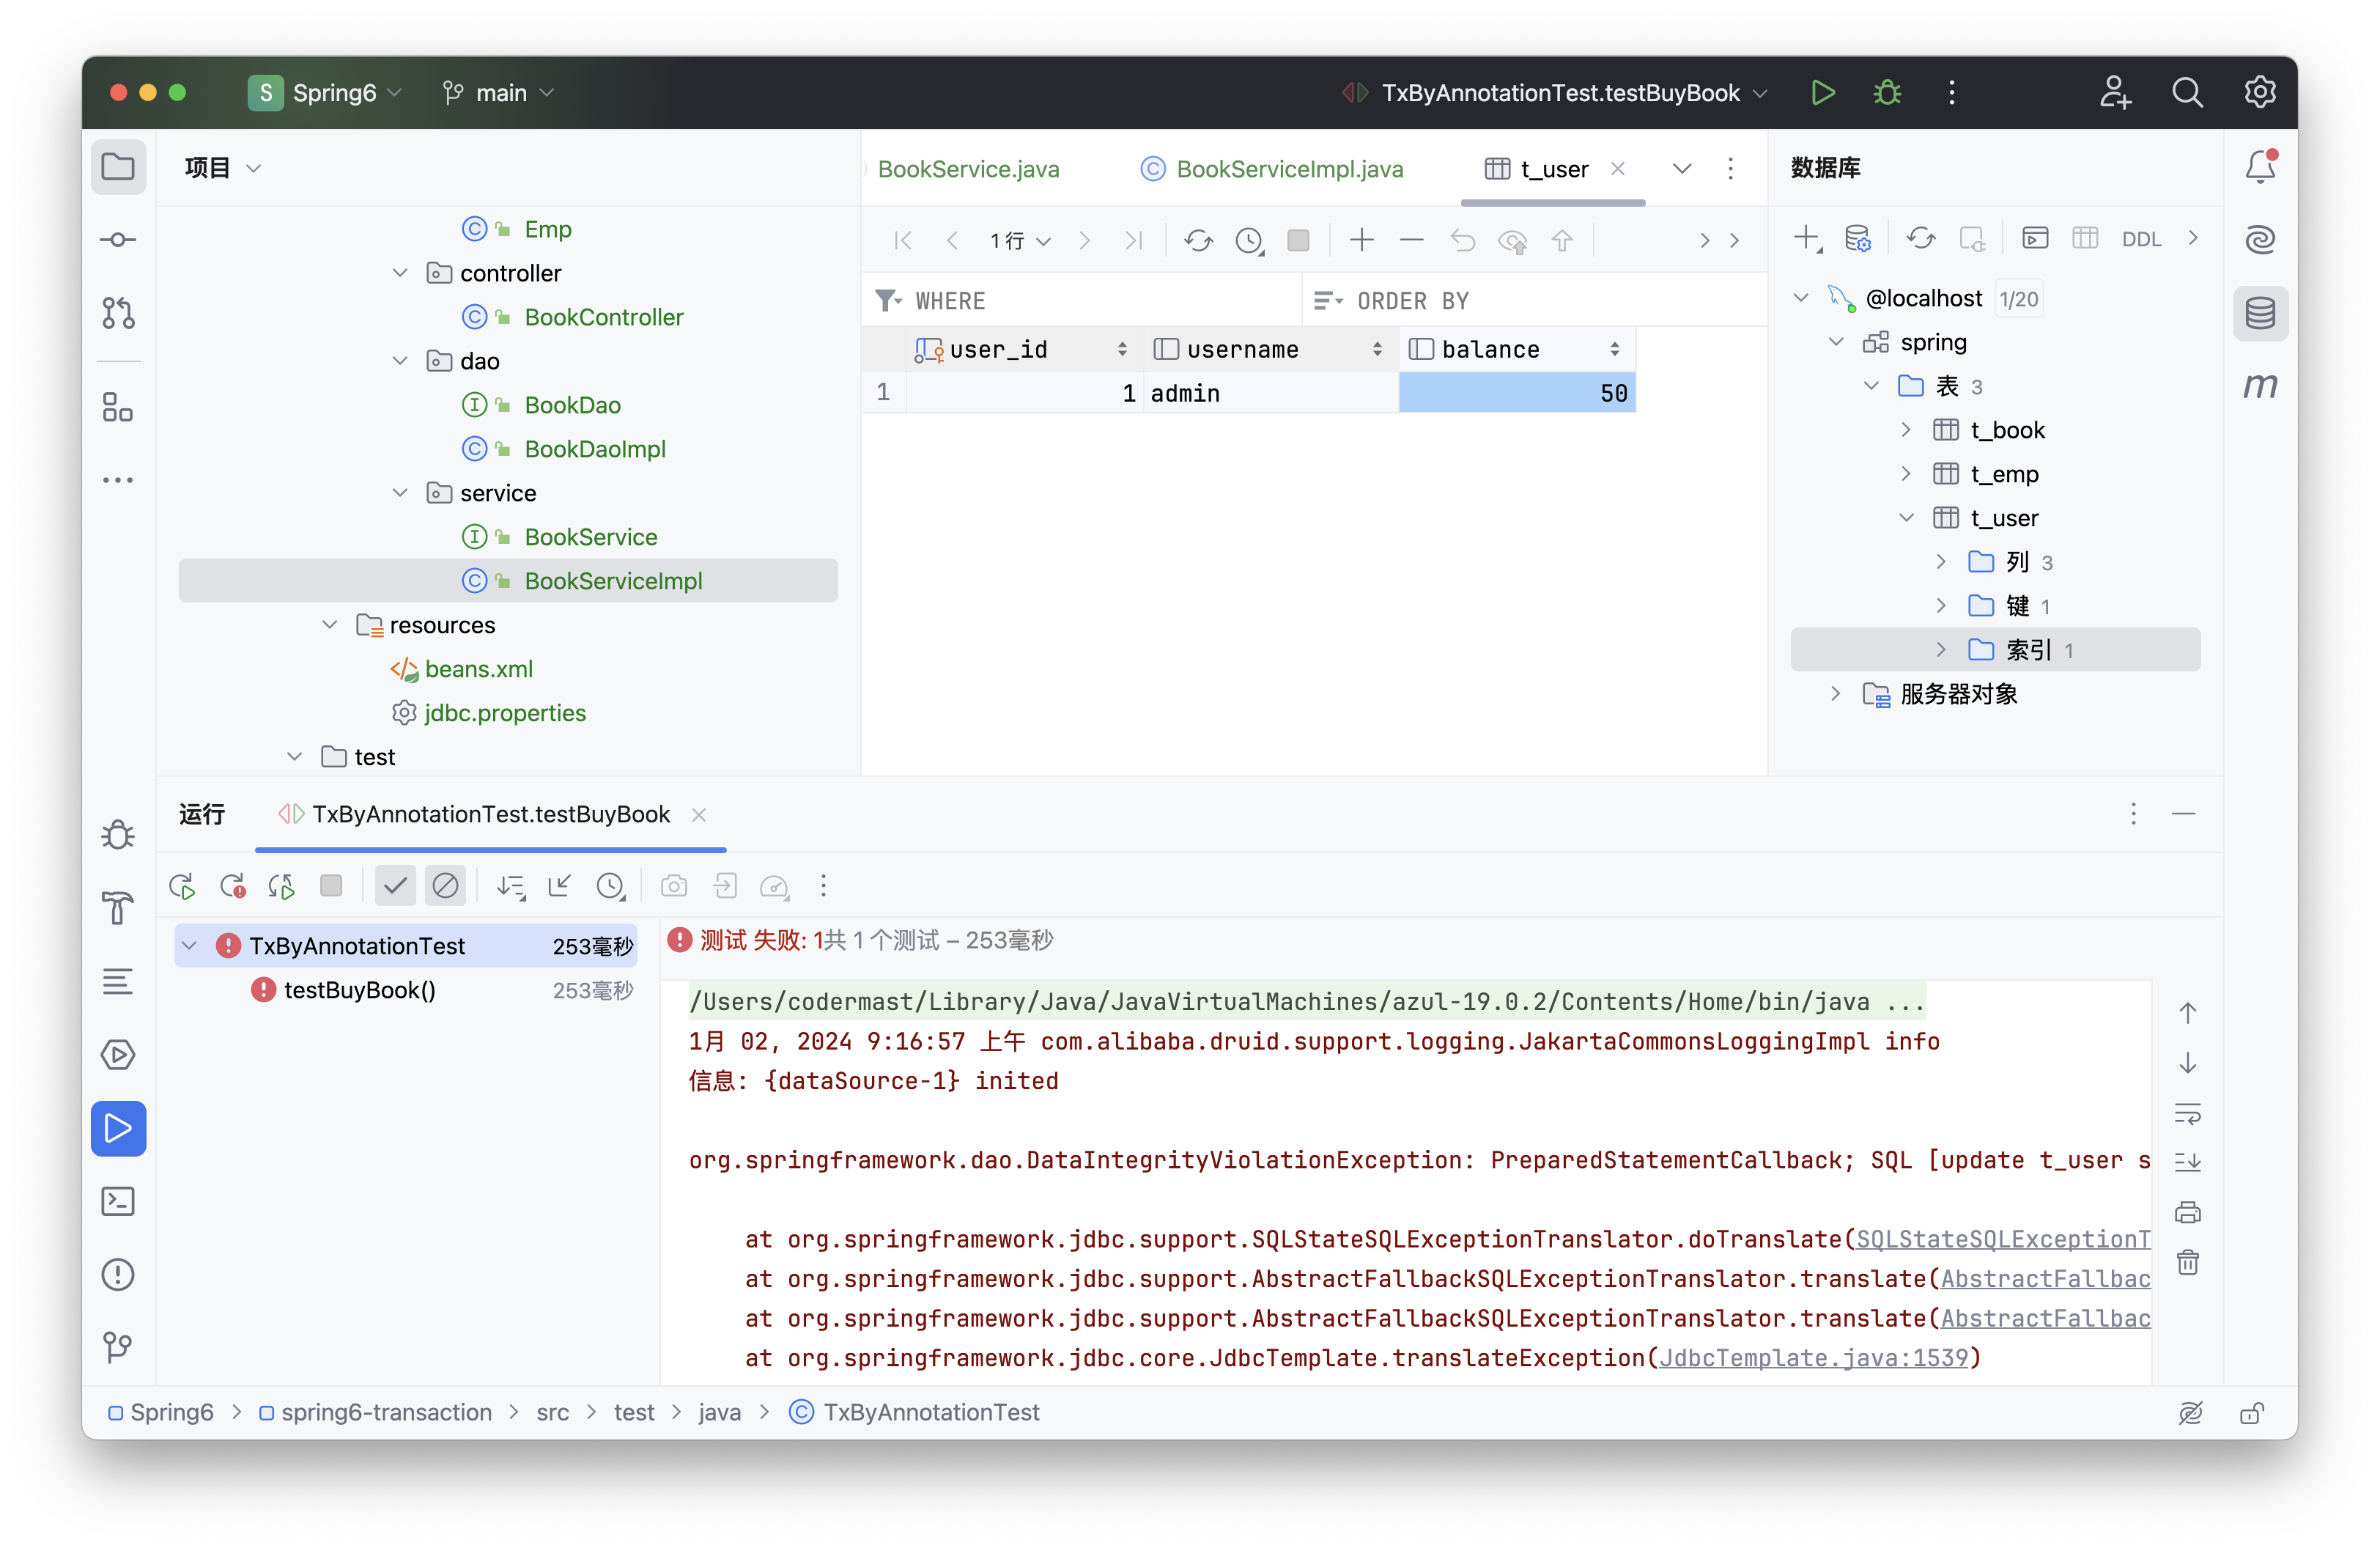 S Spring6 main TxByAnnotationTest.testBuyBook
项目
Emp
controller
BookController
dao
BookDao
BookDaoImpl
service
BookService
BookServiceImpl
resources
beans.xml
jdbc.properties
test
BookService.java BookServiceImpl.java t_user
1 行
WHERE ORDER BY
user_id username balance
1 1 admin 50
数据库
DDL
@localhost 1/20
spring
表 3
t_book
t_emp
t_user
列 3
键 1
索引 1
服务器对象
运行 TxByAnnotationTest.testBuyBook
TxByAnnotationTest 253毫秒
testBuyBook() 253毫秒
测试 失败: 1共 1 个测试 – 253毫秒
/Users/codermast/Library/Java/JavaVirtualMachines/azul-19.0.2/Contents/Home/bin/java ...
1月 02, 2024 9:16:57 上午 com.alibaba.druid.support.logging.JakartaCommonsLoggingImpl info
信息: {dataSource-1} inited
org.springframework.dao.DataIntegrityViolationException: PreparedStatementCallback; SQL [update t_user s
at org.springframework.jdbc.support.SQLStateSQLExceptionTranslator.doTranslate(SQLStateSQLExceptionT
at org.springframework.jdbc.support.AbstractFallbackSQLExceptionTranslator.translate(AbstractFallbac
at org.springframework.jdbc.support.AbstractFallbackSQLExceptionTranslator.translate(AbstractFallbac
at org.springframework.jdbc.core.JdbcTemplate.translateException(JdbcTemplate.java:1539)
Spring6 > spring6-transaction > src > test > java > TxByAnnotationTest